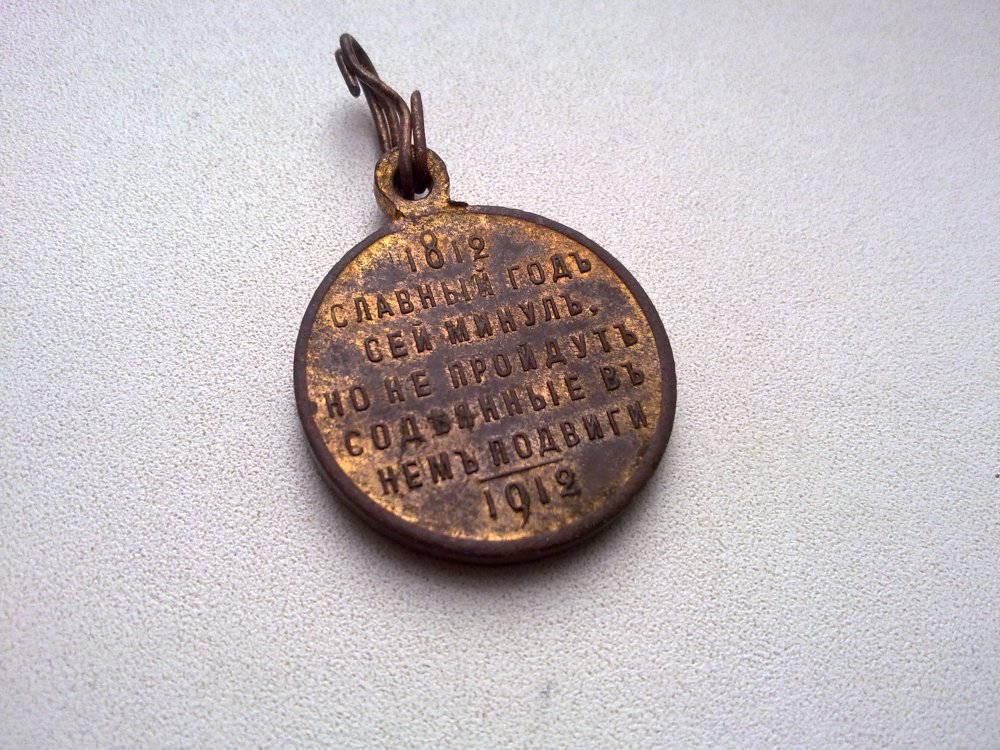 1812
СЛАВНЫЙ ГОДЪ
СЕЙ МИНУЛЪ,
НО НЕ ПРОЙДУТЪ
СОДѢЯННЫЕ ВЪ
НЕМЪ ПОДВИГИ
1912